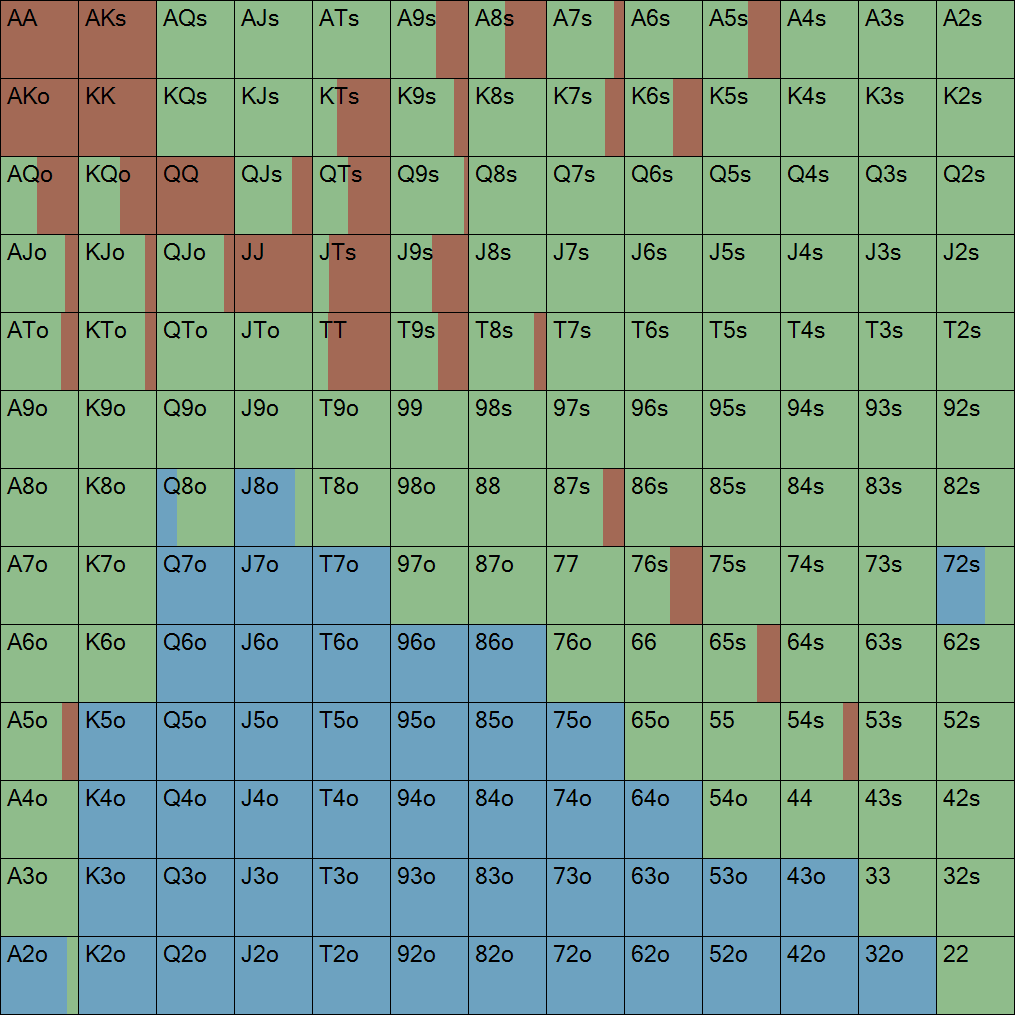 AA AKs AQs AJs ATs A9s A8s A7s A6s A5s A4s A3s A2s
AKo KK KQs KJs KTs K9s K8s K7s K6s K5s K4s K3s K2s
AQo KQo QQ QJs QTs Q9s Q8s Q7s Q6s Q5s Q4s Q3s Q2s
AJo KJo QJo JJ JTs J9s J8s J7s J6s J5s J4s J3s J2s
ATo KTo QTo JTo TT T9s T8s T7s T6s T5s T4s T3s T2s
A9o K9o Q9o J9o T9o 99 98s 97s 96s 95s 94s 93s 92s
A8o K8o Q8o J8o T8o 98o 88 87s 86s 85s 84s 83s 82s
A7o K7o Q7o J7o T7o 97o 87o 77 76s 75s 74s 73s 72s
A6o K6o Q6o J6o T6o 96o 86o 76o 66 65s 64s 63s 62s
A5o K5o Q5o J5o T5o 95o 85o 75o 65o 55 54s 53s 52s
A4o K4o Q4o J4o T4o 94o 84o 74o 64o 54o 44 43s 42s
A3o K3o Q3o J3o T3o 93o 83o 73o 63o 53o 43o 33 32s
A2o K2o Q2o J2o T2o 92o 82o 72o 62o 52o 42o 32o 22